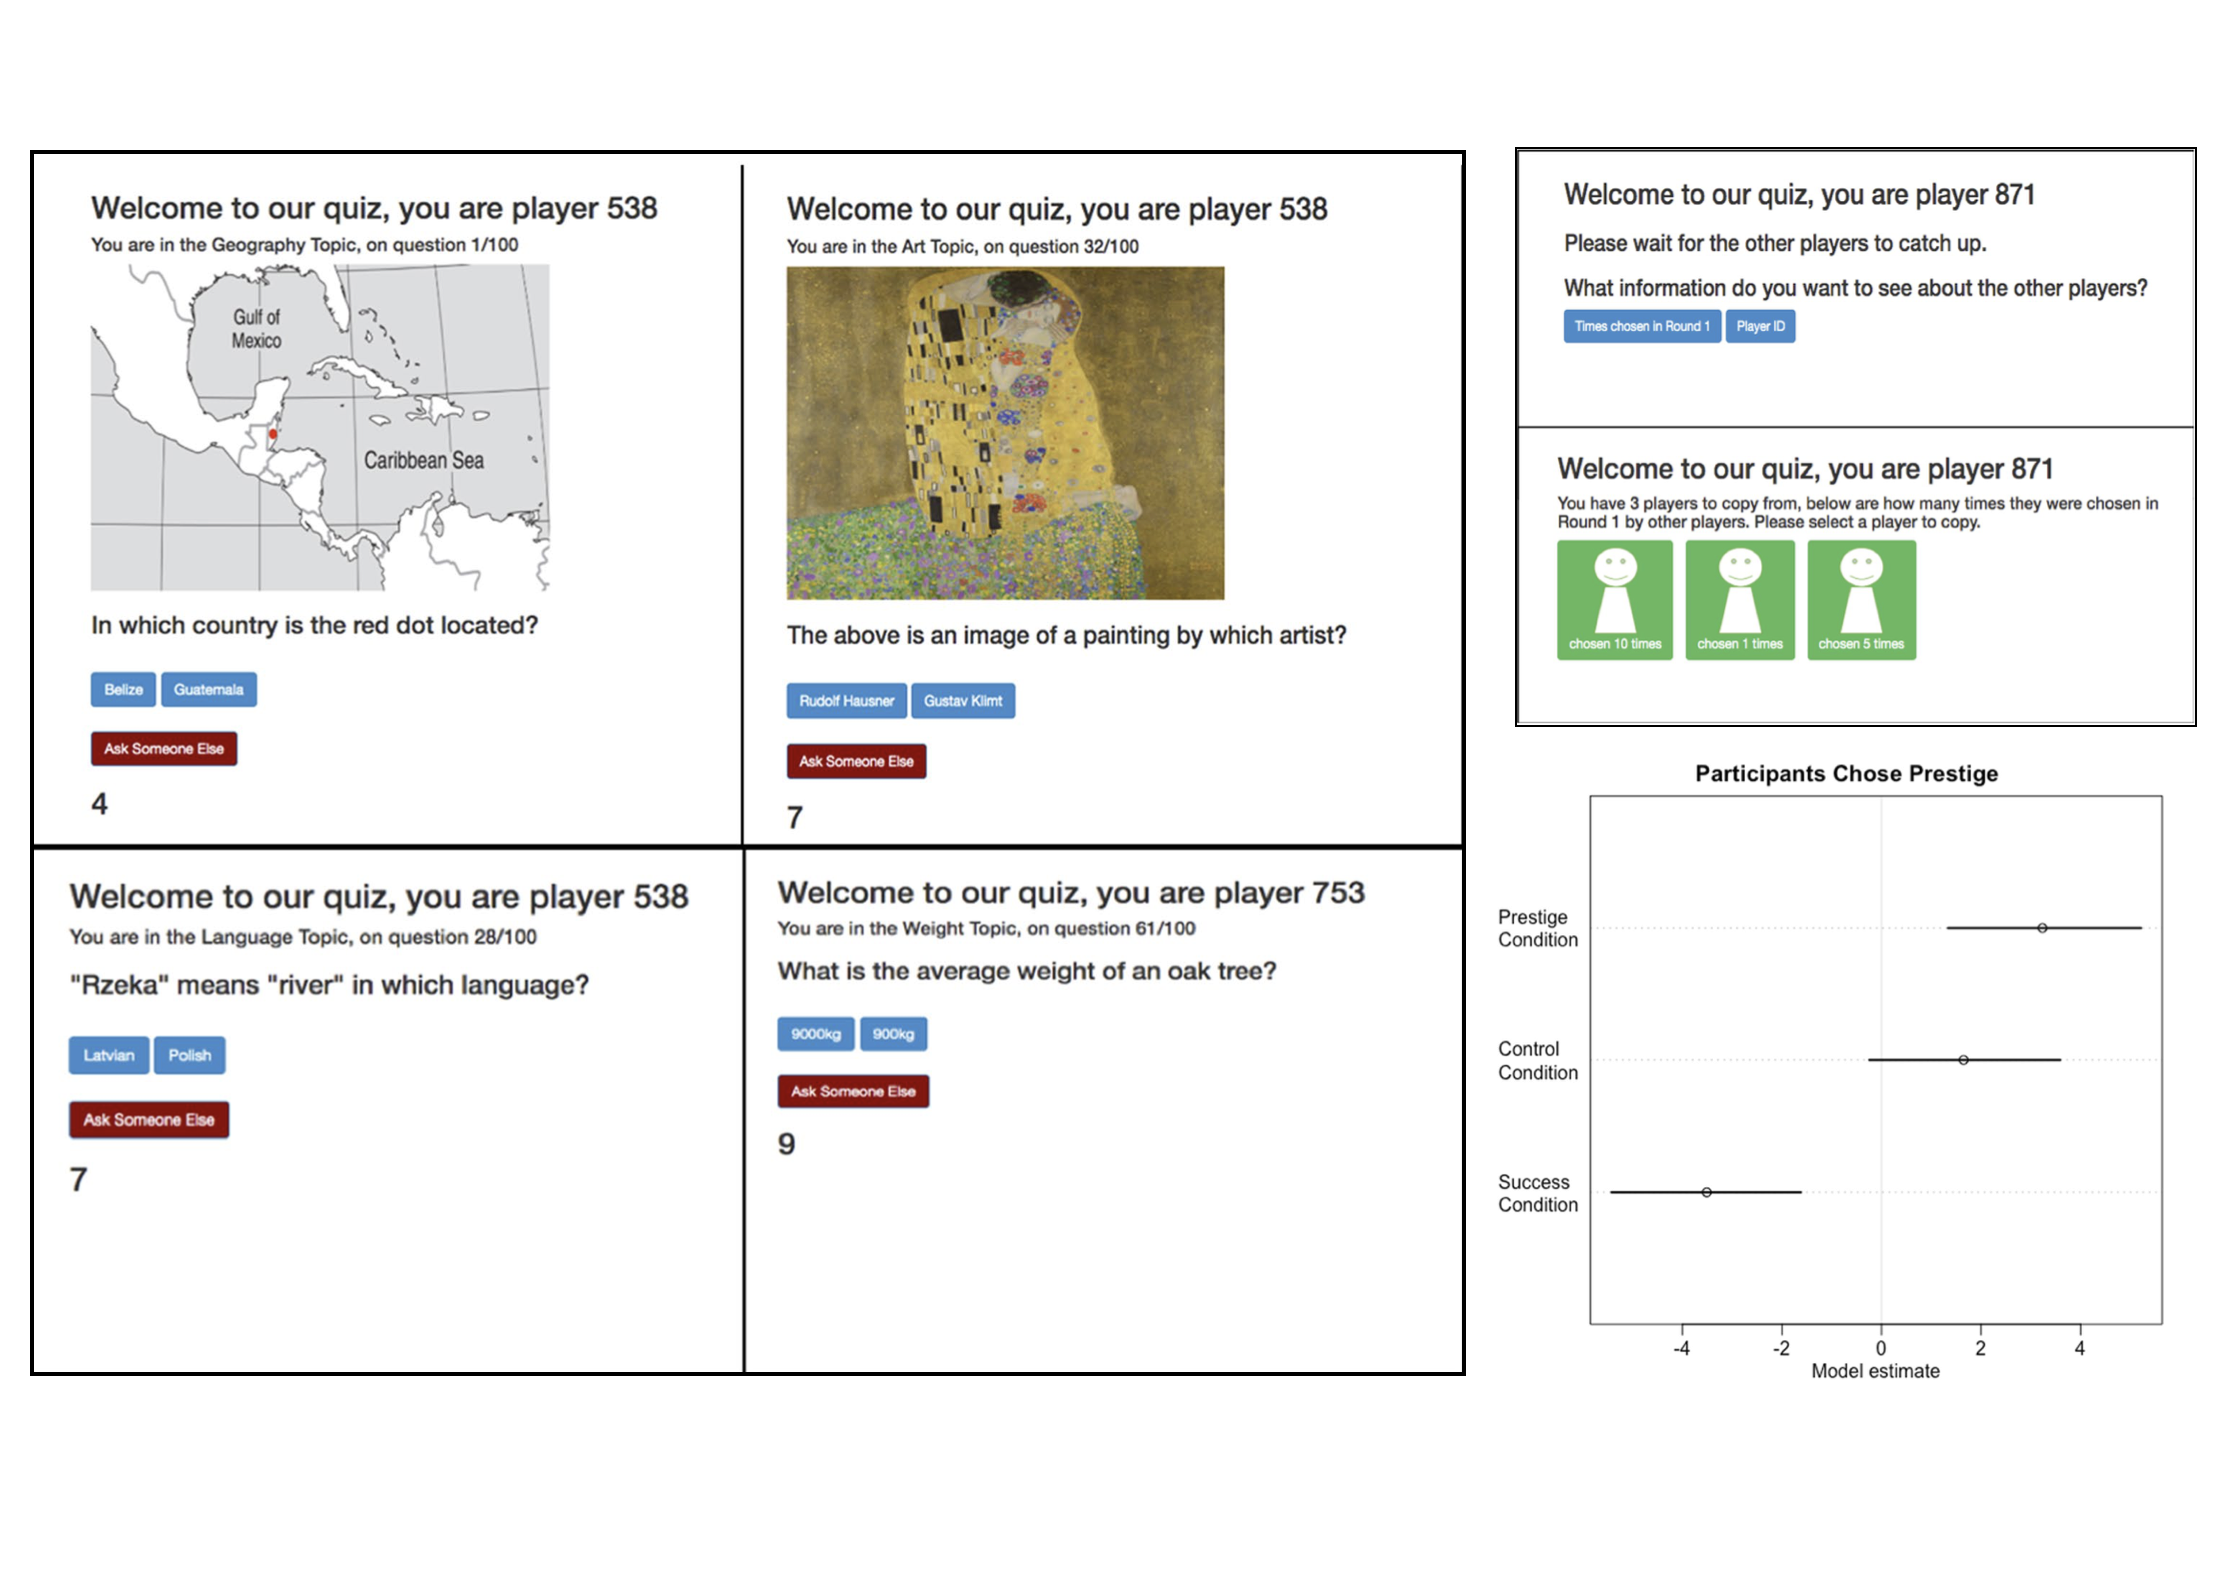 Welcome to our quiz, you are player 538
You are in the Geography Topic, on question 1/100
Gulf of
Mexico
Caribbean Sea
In which country is the red dot located?
Belize Guatemala
Ask Someone Else
4
Welcome to our quiz, you are player 538
You are in the Art Topic, on question 32/100
The above is an image of a painting by which artist?
Rudolf Hausner Gustav Klimt
Ask Someone Else
7
Welcome to our quiz, you are player 538
You are in the Language Topic, on question 28/100
"Rzeka" means "river" in which language?
Latvian Polish
Ask Someone Else
7
Welcome to our quiz, you are player 753
You are in the Weight Topic, on question 61/100
What is the average weight of an oak tree?
9000kg 900kg
Ask Someone Else
9
Welcome to our quiz, you are player 871
Please wait for the other players to catch up.
What information do you want to see about the other players?
Times chosen in Round 1 Player ID
Welcome to our quiz, you are player 871
You have 3 players to copy from, below are how many times they were chosen in
Round 1 by other players. Please select a player to copy.
chosen 10 times chosen 1 times chosen 5 times
Participants Chose Prestige
Prestige
Condition
Control
Condition
Success
Condition
-4 -2 0 2 4
Model estimate